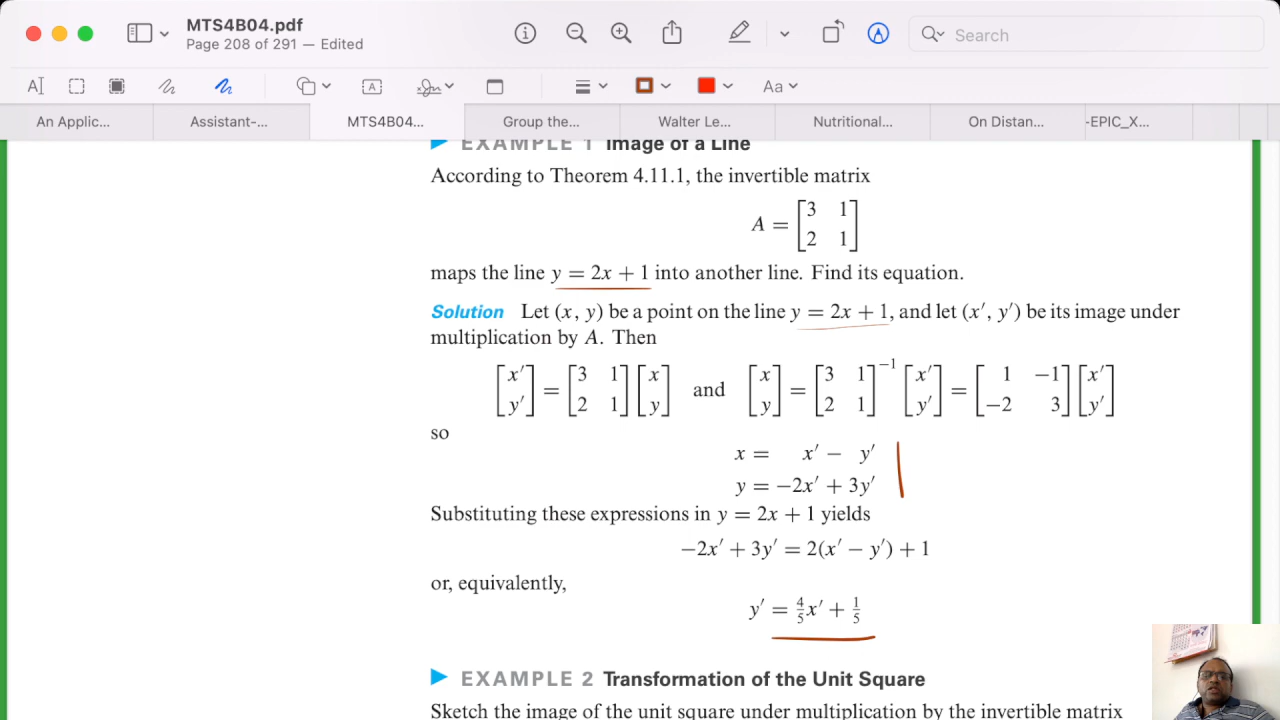 MTS4B04.pdf
Page 208 of 291 — Edited
Search
Aa
An Applic...
Assistant-...
MTS4B04...
Group the...
Walter Le...
Nutritional...
On Distan...
-EPIC_X...
EXAMPLE 1 Image of a Line
According to Theorem 4.11.1, the invertible matrix
A = [3 1
2 1]
maps the line y = 2x + 1 into another line. Find its equation.
Solution Let (x, y) be a point on the line y = 2x + 1, and let (x′, y′) be its image under
multiplication by A. Then
[x′ y′] = [3 1 2 1] [x y] and [x y] = [3 1 2 1]⁻¹ [x′ y′] = [1 −1 −2 3] [x′ y′]
so
x = x′ − y′
y = −2x′ + 3y′
Substituting these expressions in y = 2x + 1 yields
−2x′ + 3y′ = 2(x′ − y′) + 1
or, equivalently,
y′ = 4/5 x′ + 1/5
EXAMPLE 2 Transformation of the Unit Square
Sketch the image of the unit square under multiplication by the invertible matrix